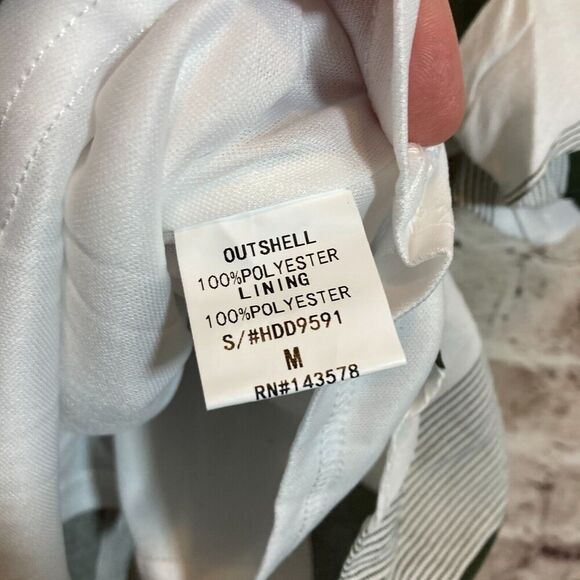 OUTSHELL
100%POLYESTER
LINING
100%POLYESTER
S/#HDD9591
M
RN#143578